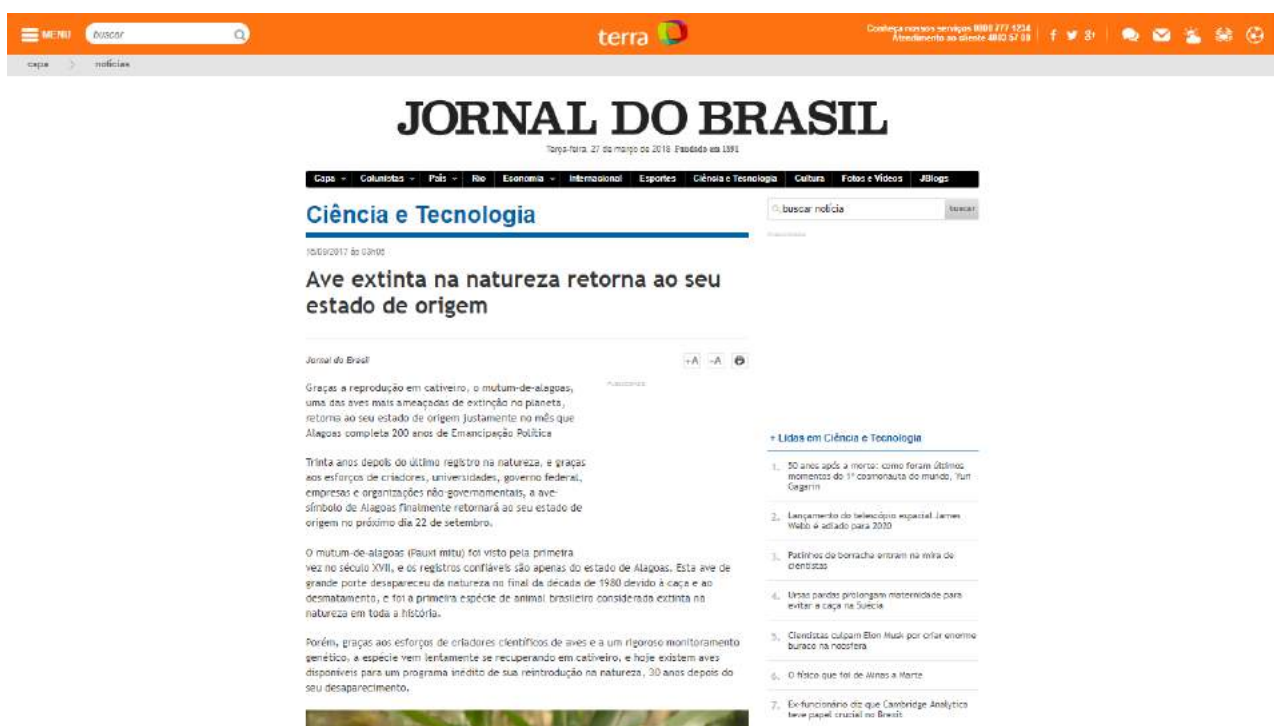 MENU
buscar
terra
Conheça nossos serviços 0800 777 1234
Atendimento ao cliente
capa > notícias
JORNAL DO BRASIL
Terça-feira, 27 de março de 2018 Fundado em 1891
Capa Colunistas País Rio Economia Internacional Esportes Ciência e Tecnologia Cultura Fotos e Vídeos JBlogs
Ciência e Tecnologia
buscar notícia
buscar
Publicidade
às 03h05
Ave extinta na natureza retorna ao seu
estado de origem
Jornal do Brasil
+A -A
Publicidade
Graças a reprodução em cativeiro, o mutum-de-alagoas,
uma das aves mais ameaçadas de extinção no planeta,
retorna ao seu estado de origem justamente no mês que
Alagoas completa 200 anos de Emancipação Política
Trinta anos depois do último registro na natureza, e graças
aos esforços de criadores, universidades, governo federal,
empresas e organizações não-governamentais, a ave-
símbolo de Alagoas finalmente retornará ao seu estado de
origem no próximo dia 22 de setembro.
O mutum-de-alagoas (Pauxi mitu) foi visto pela primeira
vez no século XVII, e os registros confiáveis são apenas do estado de Alagoas. Esta ave de
grande porte desapareceu da natureza no final da década de 1980 devido à caça e ao
desmatamento, e foi a primeira espécie de animal brasileiro considerada extinta na
natureza em toda a história.
Porém, graças aos esforços de criadores científicos de aves e a um rigoroso monitoramento
genético, a espécie vem lentamente se recuperando em cativeiro, e hoje existem aves
disponíveis para um programa inédito de sua reintrodução na natureza, 30 anos depois do
seu desaparecimento.
+ Lidas em Ciência e Tecnologia
1. 50 anos após a morte: como foram últimos
momentos do 1º cosmonauta do mundo, Yuri
Gagarin
2. Lançamento do telescópio espacial James
Webb é adiado para 2020
3. Patinhos de borracha entram na mira de
cientistas
4. Ursas pardas prolongam maternidade para
evitar a caça na Suécia
5. Cientistas culpam Elon Musk por criar enorme
buraco na
6. O físico que foi de Minas a Marte
7. Ex-funcionário diz que Cambridge Analytica
teve papel crucial no Brexit